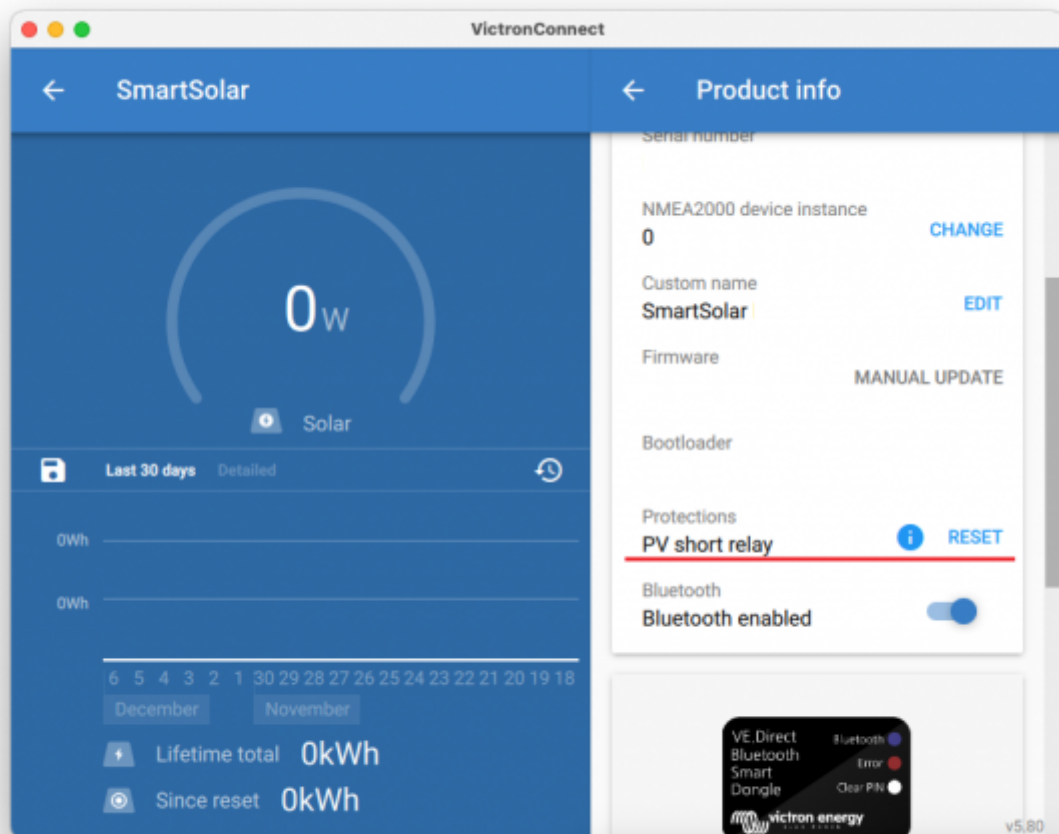 VictronConnect
SmartSolar
0 W
Solar
Last 30 days Detailed
0Wh
0Wh
6 5 4 3 2 1 30 29 28 27 26 25 24 23 22 21 20 19 18
December November
Lifetime total 0kWh
Since reset 0kWh
Product info
Serial number
NMEA2000 device instance
0 CHANGE
Custom name
SmartSolar EDIT
Firmware
MANUAL UPDATE
Bootloader
Protections
PV short relay RESET
Bluetooth
Bluetooth enabled
VE.Direct Bluetooth
Bluetooth
Smart Error
Dongle Clear PIN
victron energy
v5.80